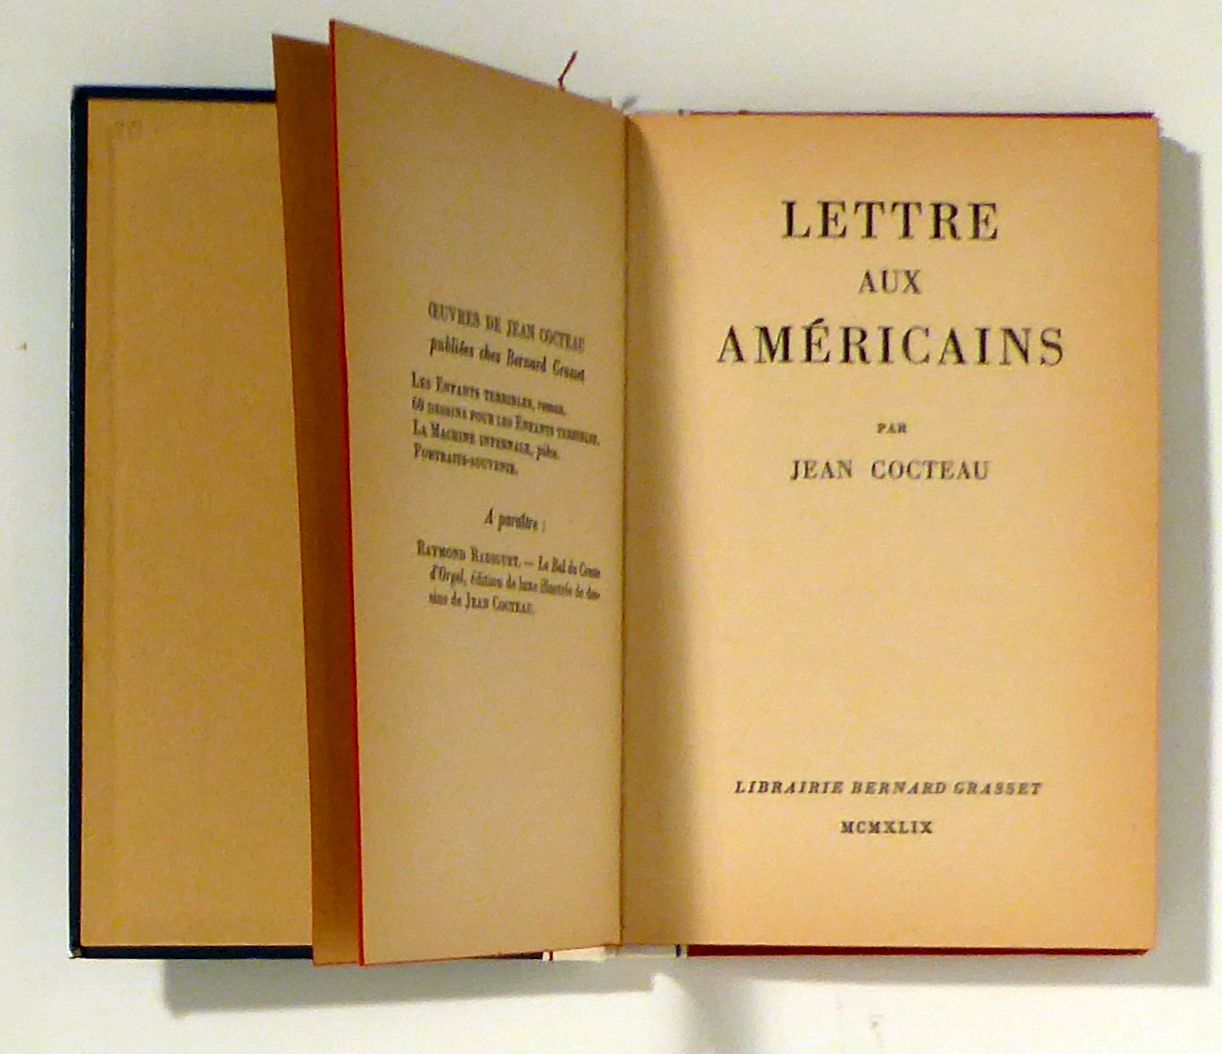 ŒUVRES DE JEAN COCTEAU
publiées chez Bernard Grasset
LES ENFANTS TERRIBLES, roman.
60 DESSINS POUR LES ENFANTS TERRIBLES.
LA MACHINE INFERNALE, pièce.
PORTRAITS-SOUVENIR.
A paraître :
RAYMOND RADIGUET. — Le Bal du Comte
d'Orgel, édition de luxe illustrée de des-
sins de JEAN COCTEAU.
LETTRE
AUX
AMÉRICAINS
PAR
JEAN COCTEAU
LIBRAIRIE BERNARD GRASSET
MCMXLIX